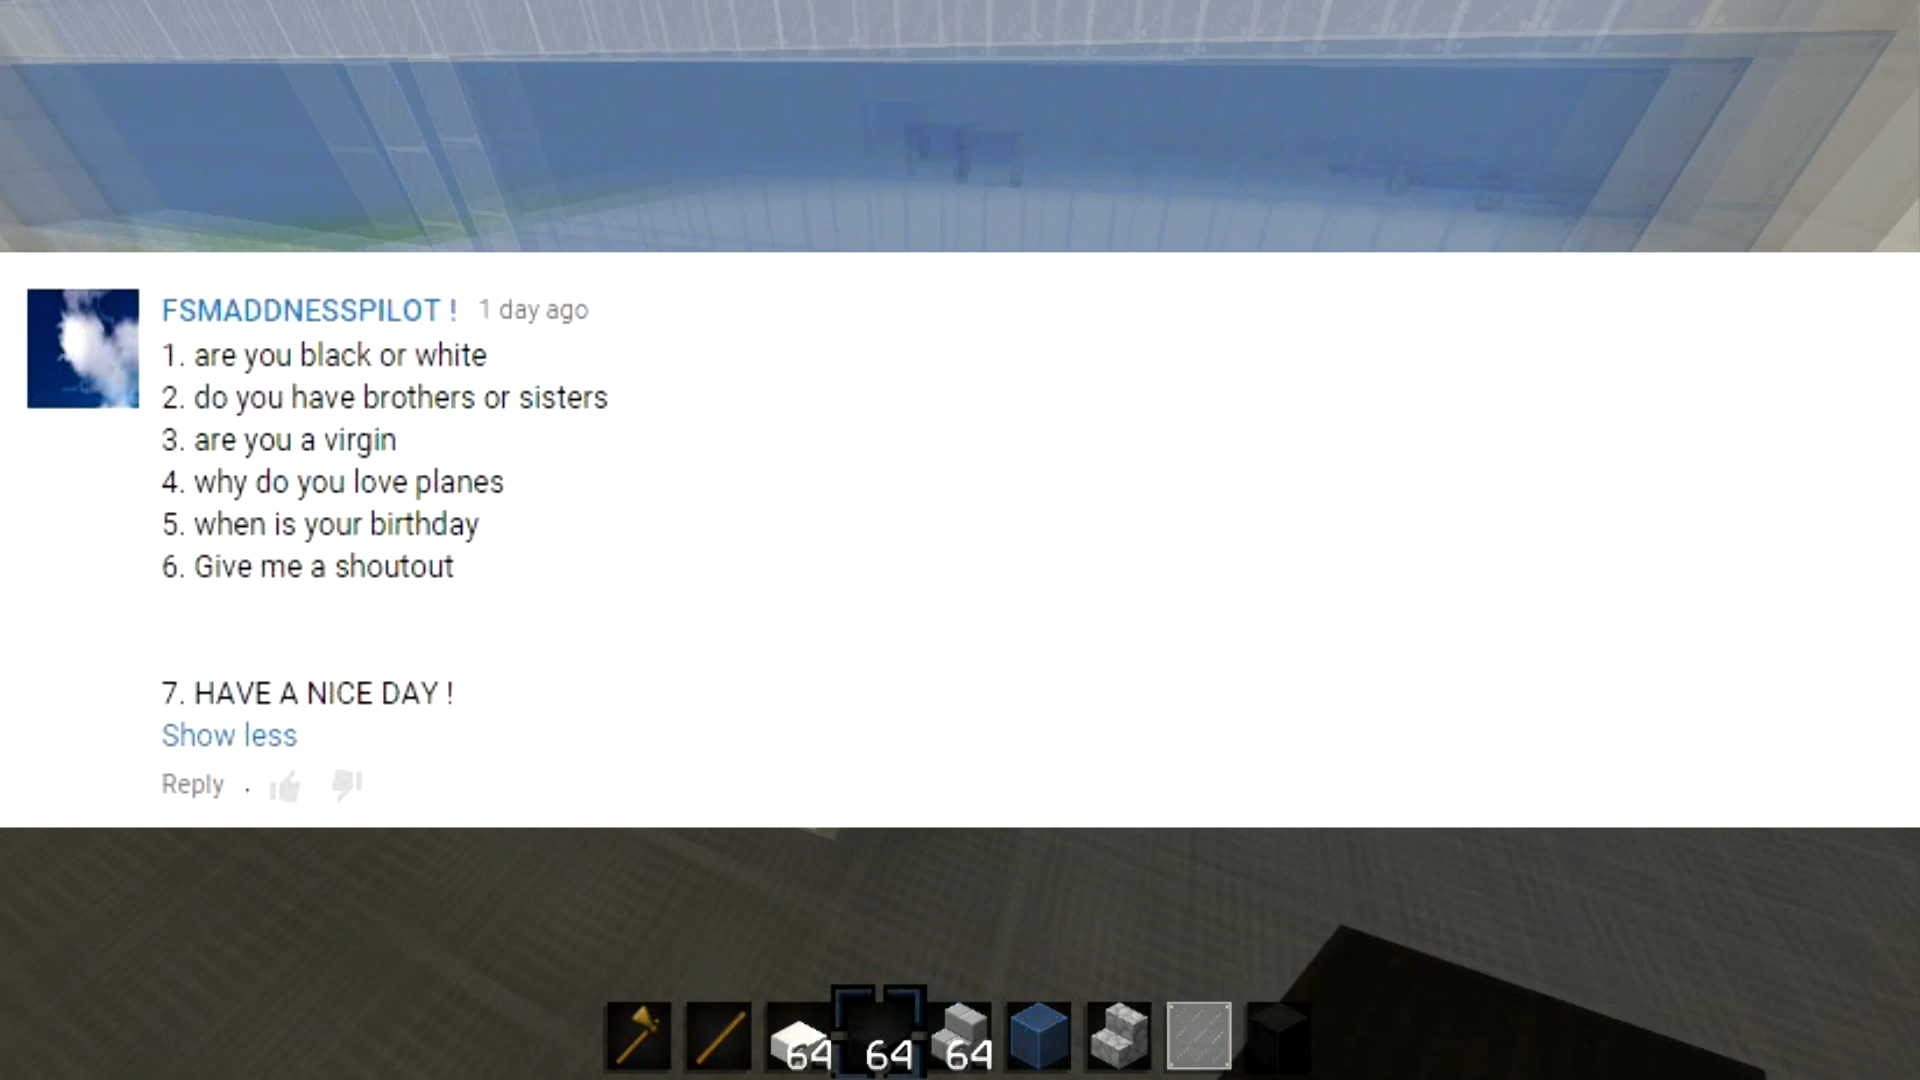 FSMADDNESSPILOT ! 1 day ago
1. are you black or white
2. do you have brothers or sisters
3. are you a virgin
4. why do you love planes
5. when is your birthday
6. Give me a shoutout
7. HAVE A NICE DAY !
Show less
Reply .
64 64 64